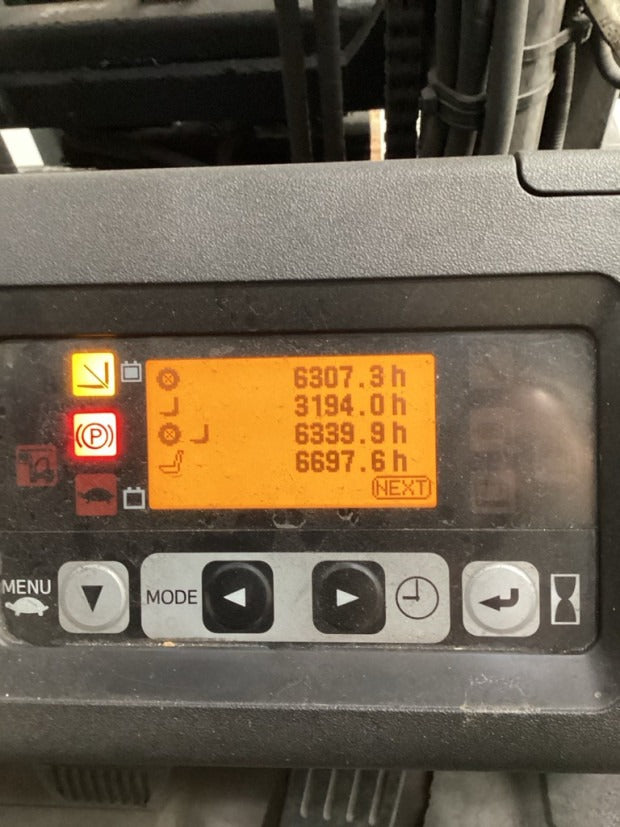 6307.3 h
3194.0 h
6339.9 h
6697.6 h
NEXT
(P)
MENU
MODE